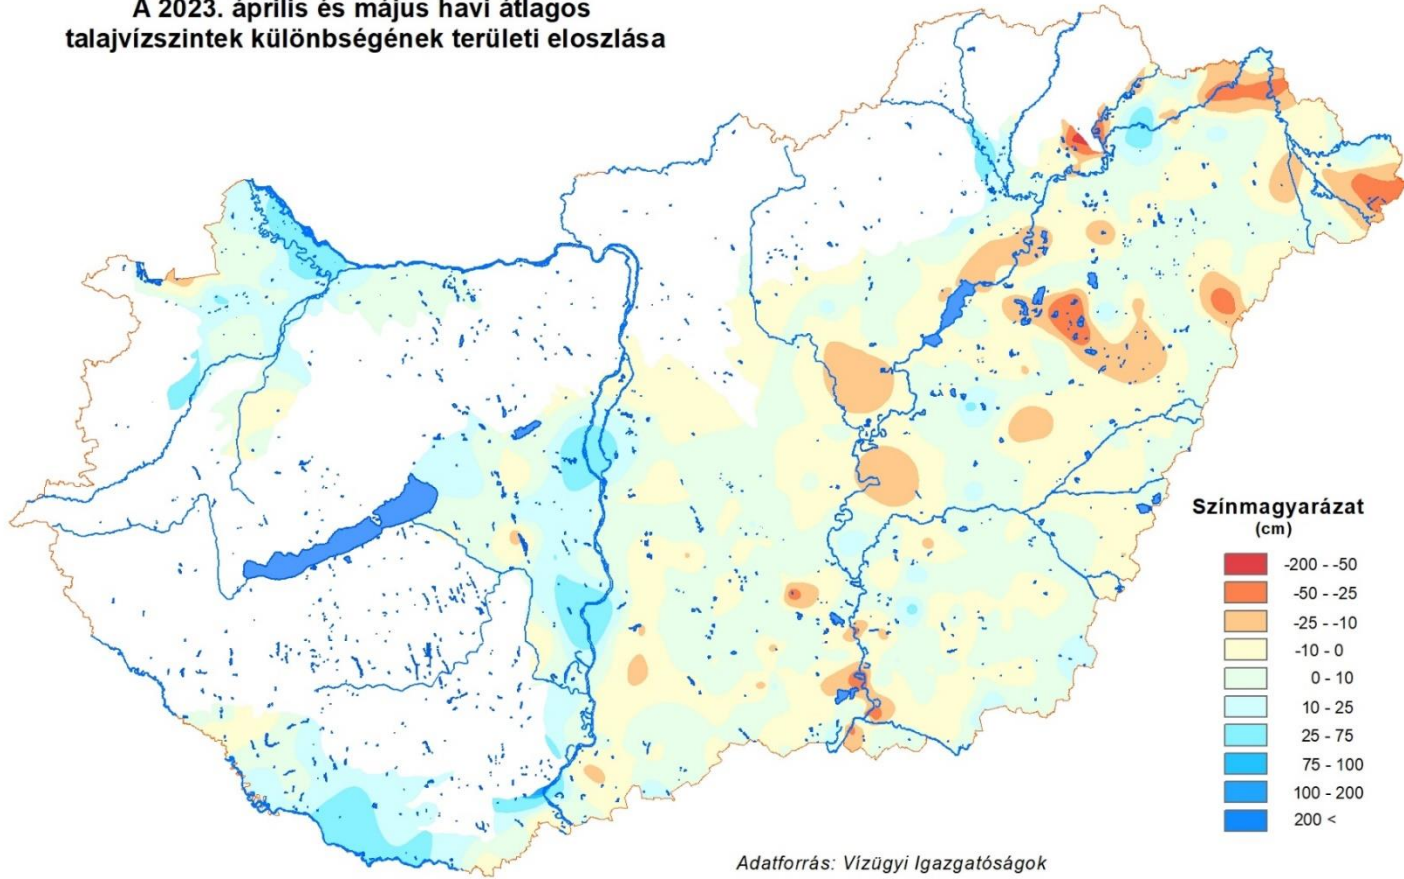 A 2023. április és május havi átlagos
talajvízszintek különbségének területi eloszlása
Színmagyarázat
(cm)
-200 - -50
-50 - -25
-25 - -10
-10 - 0
0 - 10
10 - 25
25 - 75
75 - 100
100 - 200
200 <
Adatforrás: Vízügyi Igazgatóságok